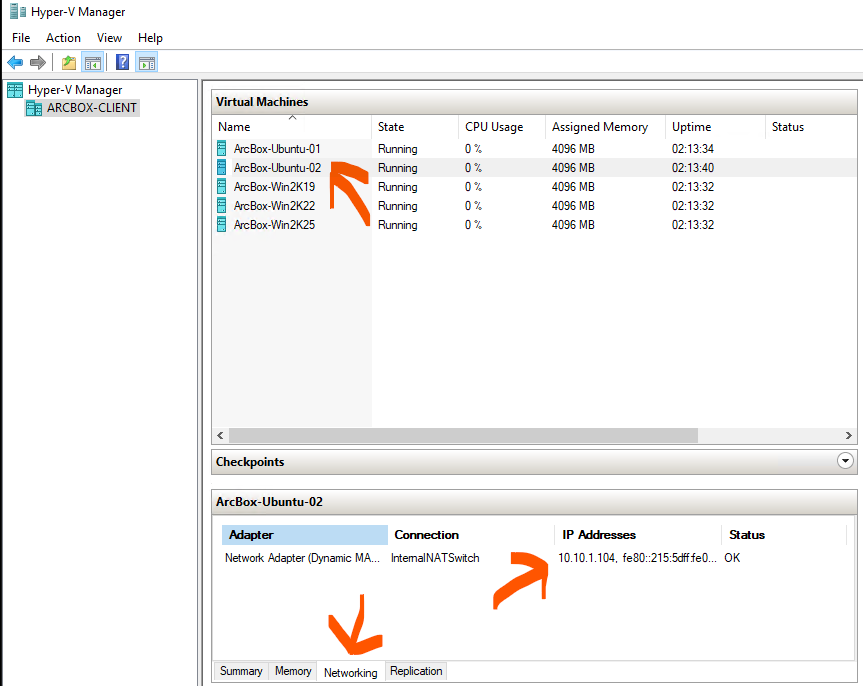 Hyper-V Manager
File Action View Help
Hyper-V Manager
ARCBOX-CLIENT
Virtual Machines
Name State CPU Usage Assigned Memory Uptime Status
ArcBox-Ubuntu-01 Running 0 % 4096 MB 02:13:34
ArcBox-Ubuntu-02 Running 0 % 4096 MB 02:13:40
ArcBox-Win2K19 Running 0 % 4096 MB 02:13:32
ArcBox-Win2K22 Running 0 % 4096 MB 02:13:32
ArcBox-Win2K25 Running 0 % 4096 MB 02:13:32
Checkpoints
ArcBox-Ubuntu-02
Adapter Connection IP Addresses Status
Network Adapter (Dynamic MA... InternalNATSwitch 10.10.1.104, fe80::215:5dff:fe0... OK
Summary Memory Networking Replication